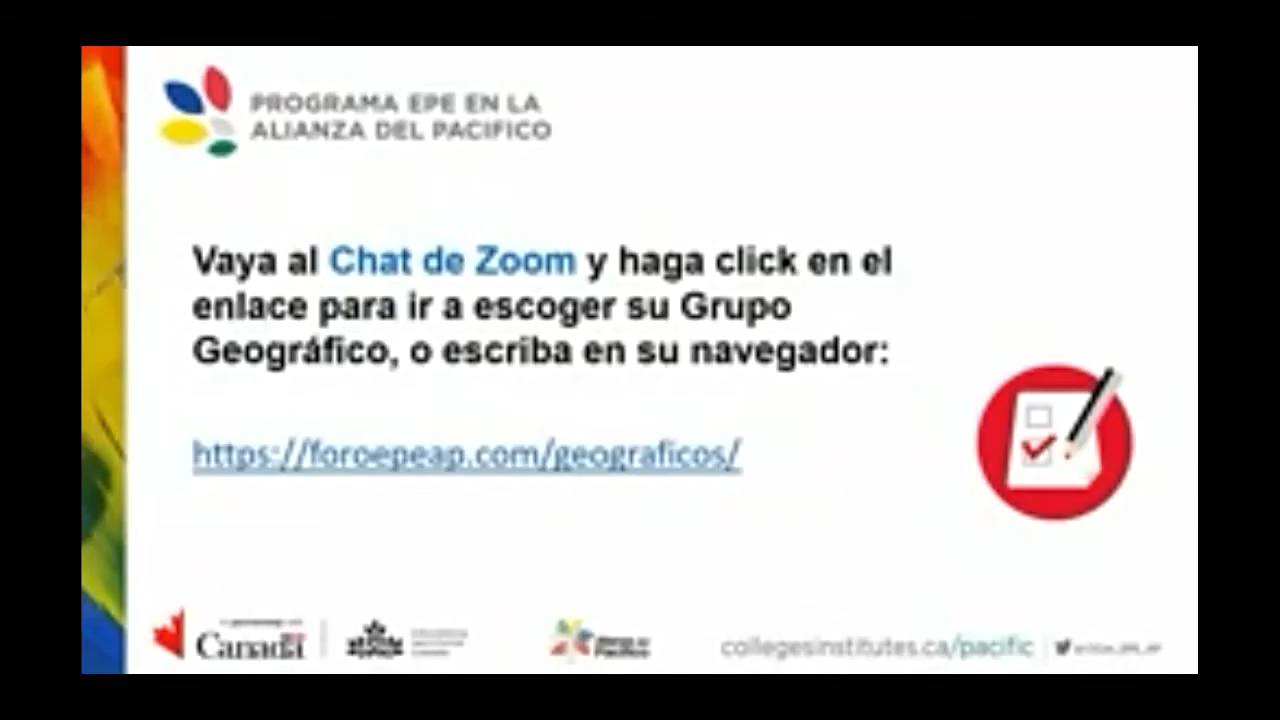 PROGRAMA EPE EN LA
ALIANZA DEL PACIFICO
Vaya al Chat de Zoom y haga click en el
enlace para ir a escoger su Grupo
Geográfico, o escriba en su navegador:
https://foroepeap.com/geograficos/
Canada
Pacífico
collegesinstitutes.ca/pacific